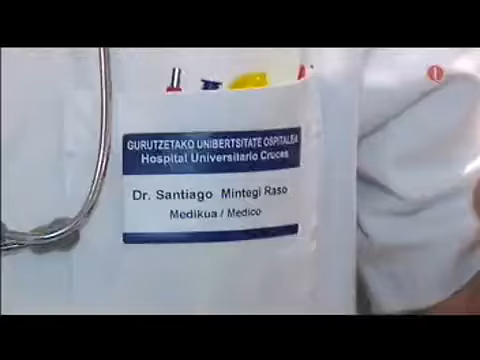 GURUTZETAKO UNIBERTSITATE OSPITALEA
Hospital Universitario Cruces
Dr. Santiago Mintegi Raso
Medikua / Medico